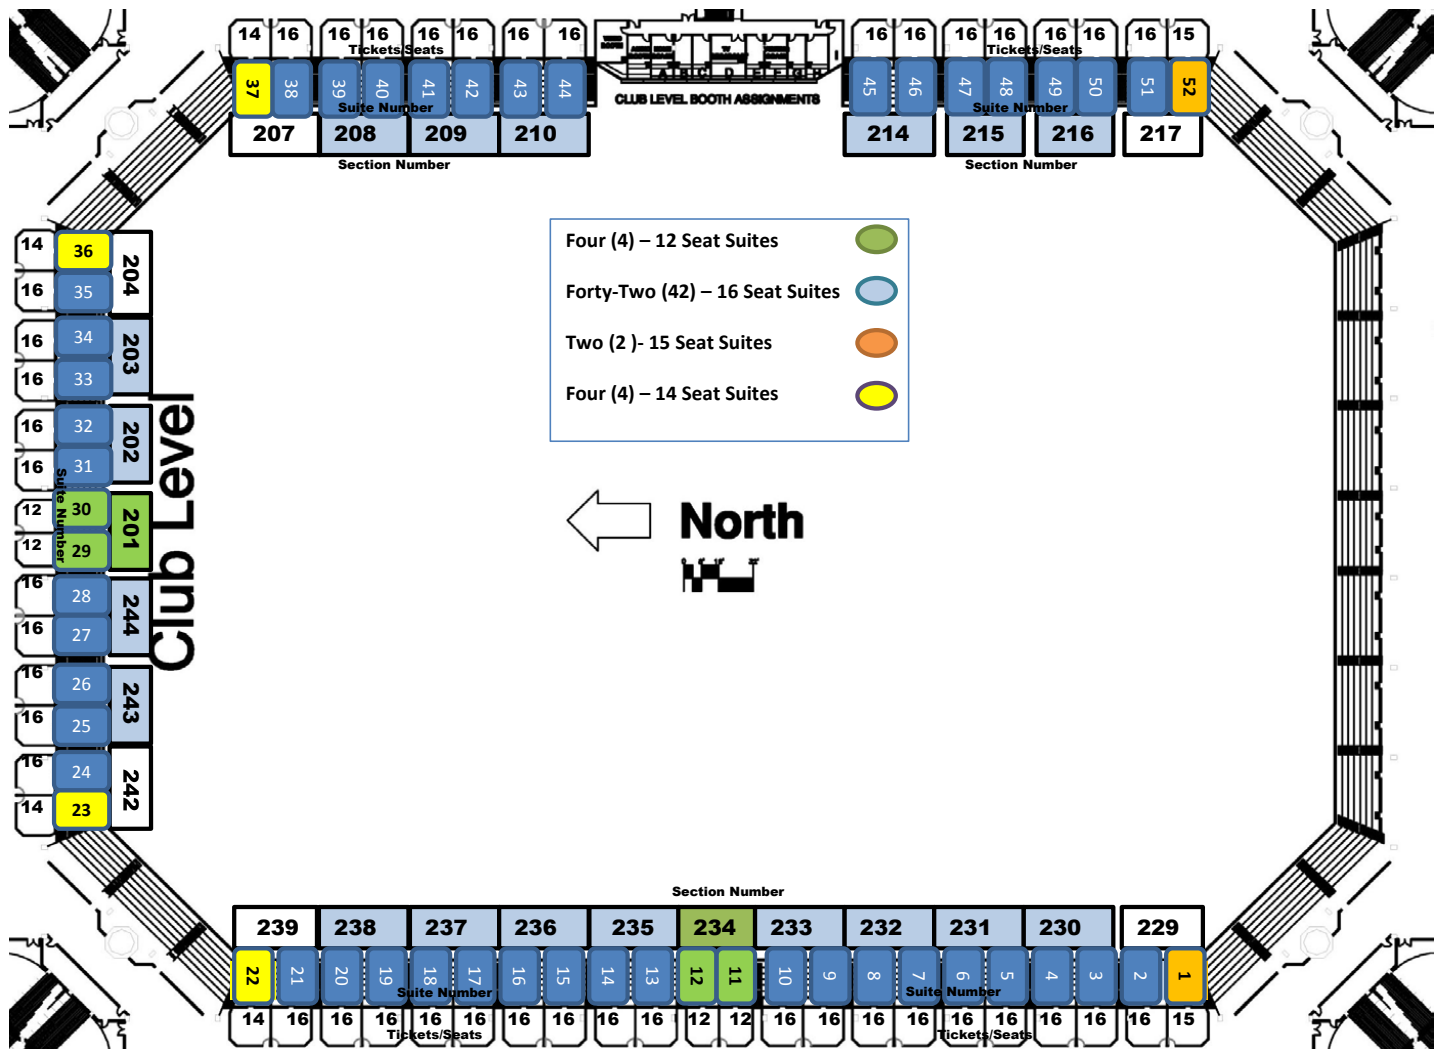 14 16 16 16 16 16 16 16
Tickets/Seats
37 38 39 40 41 42 43 44
Suite Number
207 208 209 210
Section Number
A B C D E F G H
CLUB LEVEL BOOTH ASSIGNMENTS
16 16 16 16 16 16 16 15
Tickets/Seats
45 46 47 48 49 50 51 52
Suite Number
214 215 216 217
Section Number
14 36
204
16 35
16 34
203
16 33
16 32
202
16 31
12 30
201
12 29
Suite Number
16 28
244
16 27
16 26
243
16 25
16 24
242
14 23
Club Level
Four (4) – 12 Seat Suites
Forty-Two (42) – 16 Seat Suites
Two (2 )- 15 Seat Suites
Four (4) – 14 Seat Suites
North
Section Number
239 238 237 236 235 234 233 232 231 230 229
22 21 20 19 18 17 16 15 14 13 12 11 10 9 8 7 6 5 4 3 2 1
Suite Number Suite Number
14 16 16 16 16 16 16 16 16 16 12 12 16 16 16 16 16 16 16 16 16 15
Tickets/Seats Tickets/Seats